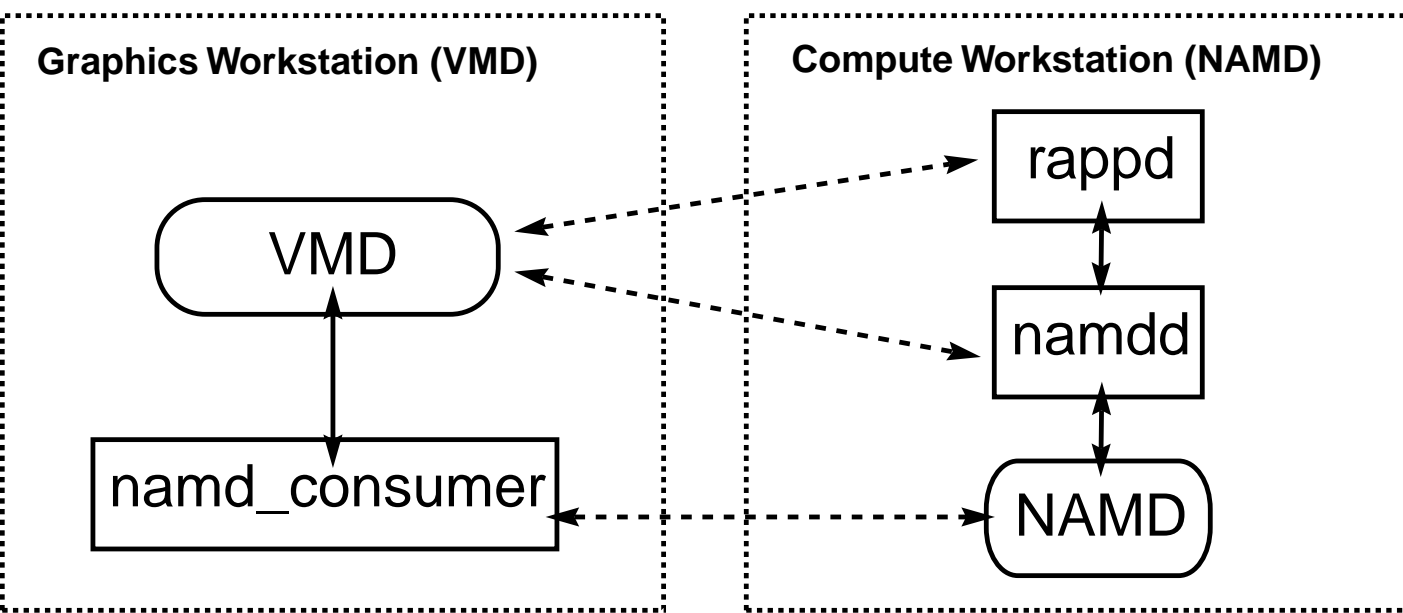 Graphics Workstation (VMD)
VMD
namd_consumer
Compute Workstation (NAMD)
rappd
namdd
NAMD